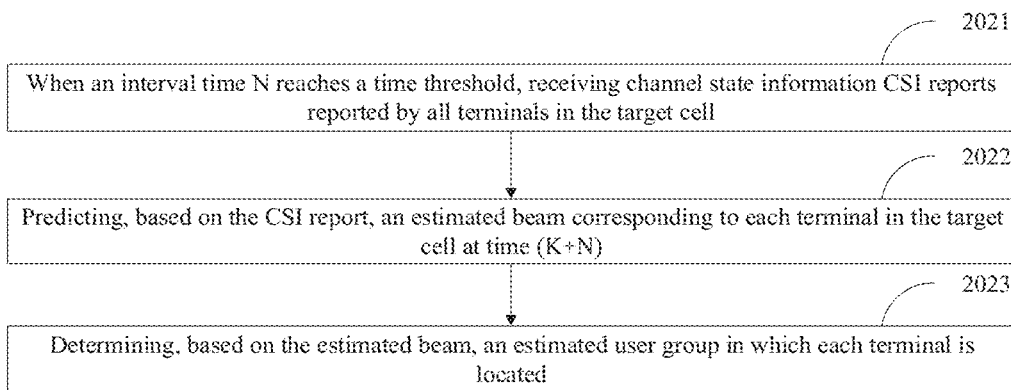 2021
When an interval time N reaches a time threshold, receiving channel state information CSI reports
reported by all terminals in the target cell
2022
Predicting, based on the CSI report, an estimated beam corresponding to each terminal in the target
cell at time (K+N)
2023
Determining, based on the estimated beam, an estimated user group in which each terminal is
located